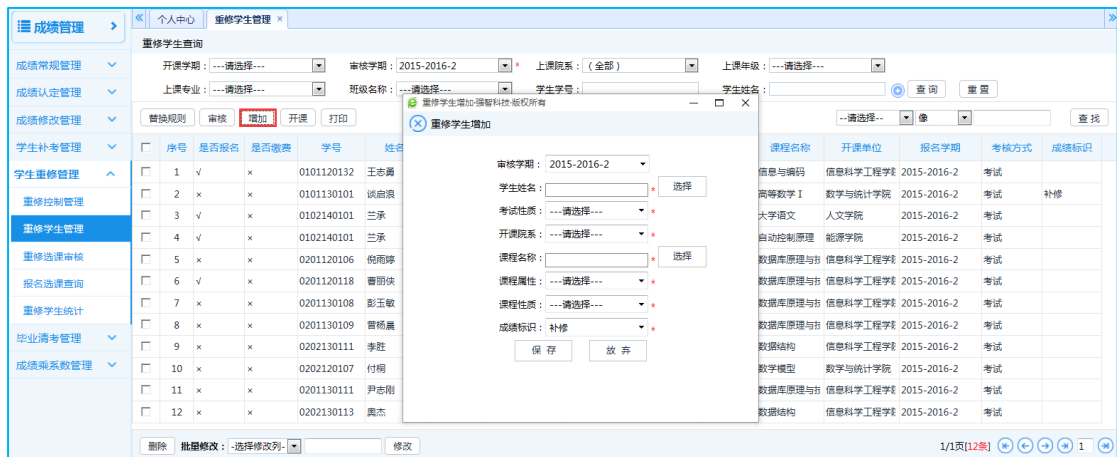 成绩管理
个人中心 重修学生管理 ×
重修学生查询
成绩常规管理
成绩认定管理
成绩修改管理
学生补考管理
学生重修管理
重修控制管理
重修学生管理
重修选课审核
报名选课查询
重修学生统计
毕业清考管理
成绩乘系数管理
开课学期：---请选择--- 审核学期：2015-2016-2 * 上课院系：(全部) 上课年级：---请选择---
上课专业：---请选择--- 班级名称：---请选择--- 学生学号： 学生姓名： 查 询 重 置
替换规则 审核 增加 开课 打印 --请选择-- 像 查 找
序号 是否报名 是否缴费 学号 姓名 课程名称 开课单位 报名学期 考核方式 成绩标识
1 √ × 0101120132 王志勇 信息与编码 信息科学工程学 2015-2016-2 考试
2 × × 0101130101 谈启浪 高等数学Ⅰ 数学与统计学院 2015-2016-2 考试 补修
3 √ × 0102140101 兰承 大学语文 人文学院 2015-2016-2 考试
4 √ × 0102140101 兰承 自动控制原理 能源学院 2015-2016-2 考试
5 × × 0201120106 倪雨婷 数据库原理与技 信息科学工程学 2015-2016-2 考试
6 √ × 0201120118 曹丽侠 数据库原理与技 信息科学工程学 2015-2016-2 考试
7 × × 0201130108 彭玉敏 数据库原理与技 信息科学工程学 2015-2016-2 考试
8 × × 0201130109 曾杨晨 数据库原理与技 信息科学工程学 2015-2016-2 考试
9 × × 0202130111 李胜 数据结构 信息科学工程学 2015-2016-2 考试
10 × × 0202120107 付桐 数学模型 数学与统计学院 2015-2016-2 考试
11 × × 0201130111 尹志刚 数据库原理与技 信息科学工程学 2015-2016-2 考试
12 × × 0202130113 奥杰 数据结构 信息科学工程学 2015-2016-2 考试
删除 批量修改：-选择修改列- 修改 1/1页[12条] 1
重修学生增加-强智科技-版权所有
重修学生增加
审核学期：2015-2016-2
学生姓名： * 选择
考试性质：---请选择--- *
开课院系：---请选择--- *
课程名称： * 选择
课程属性：---请选择--- *
课程性质：---请选择--- *
成绩标识：补修 *
保 存 放 弃